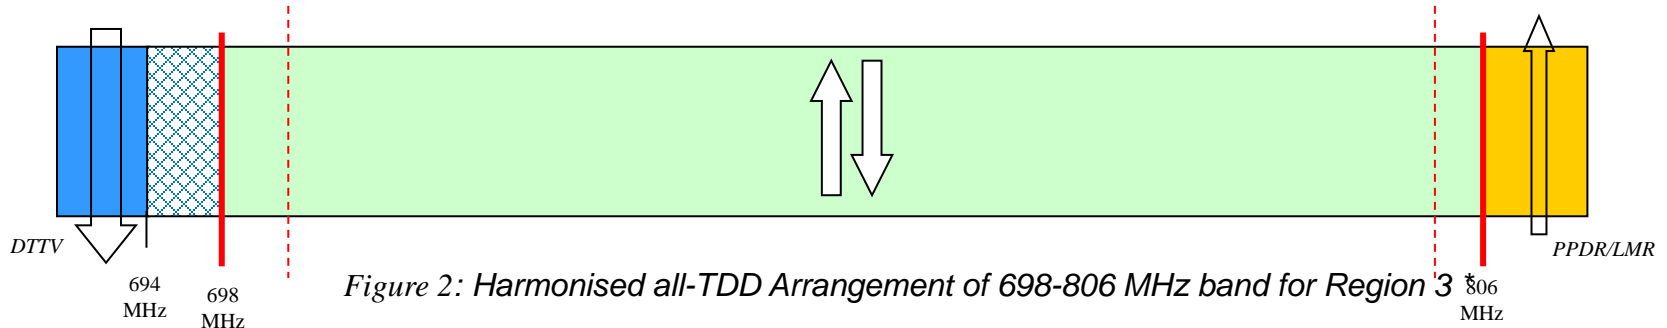 DTTV
PPDR/LMR
694
MHz
698
MHz
Figure 2: Harmonised all-TDD Arrangement of 698-806 MHz band for Region 3 *
806
MHz